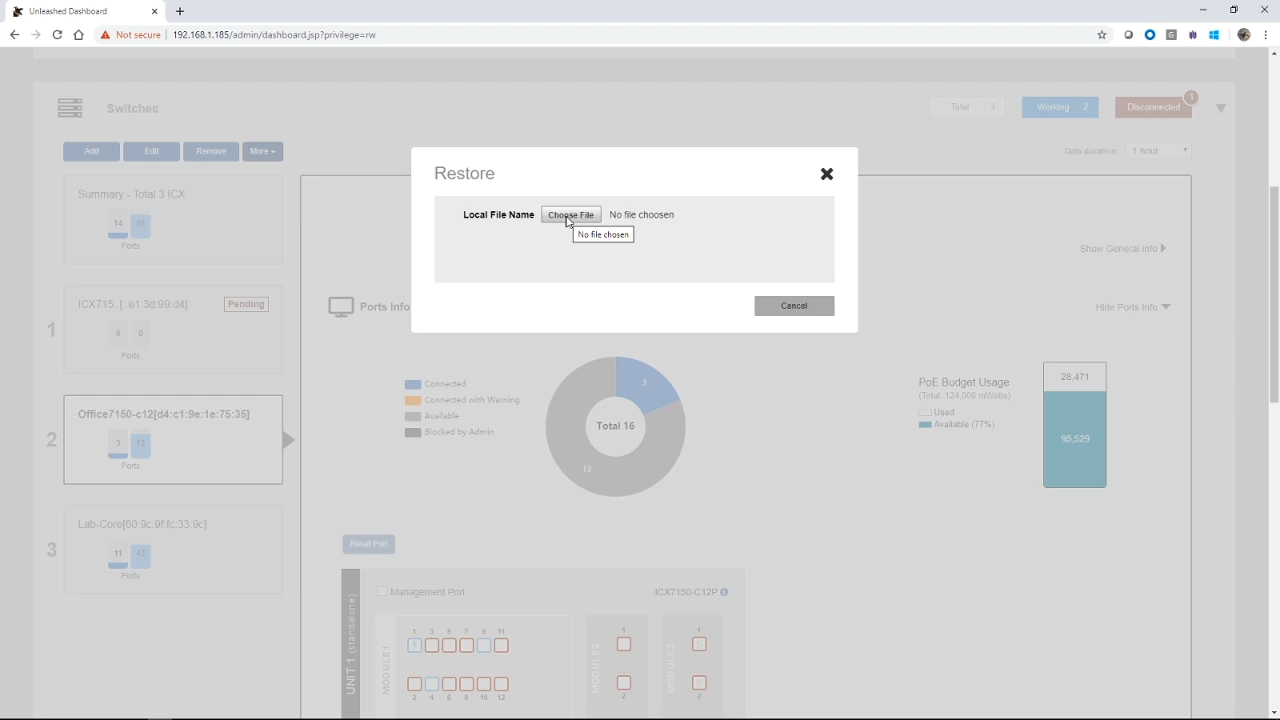 Unleashed Dashboard
Not secure | 192.168.1.185/admin/dashboard.jsp?privilege=rw
Switches
Total 3
Working 2
Disconnected
1
Add
Edit
Remove
More
Data duration:
1 hour
Restore
Local File Name
Choose File
No file choosen
No file chosen
Cancel
Summary - Total 3 ICX
14
Ports
Show General Info
1
ICX715..[..e1.3d:99:d4]
Pending
0 0
Ports
Ports Info
Hide Ports Info
Connected
Connected with Warning
Available
Blocked by Admin
3
Total 16
13
PoE Budget Usage
(Total: 124,000 mWatts)
Used
Available (77%)
28,471
95,529
2
Office7150-c12[d4:c1:9e:1e:75:35]
3 13
Ports
3
Lab-Core[60:9c:9f:fc:33:9c]
11 43
Ports
Reset Port
UNIT 1 (standalone)
Management Port
ICX7150-C12P
MODULE1
1 3 5 7 9 11
2 4 6 8 10 12
MODULE2
1
2
MODULE3
1
2